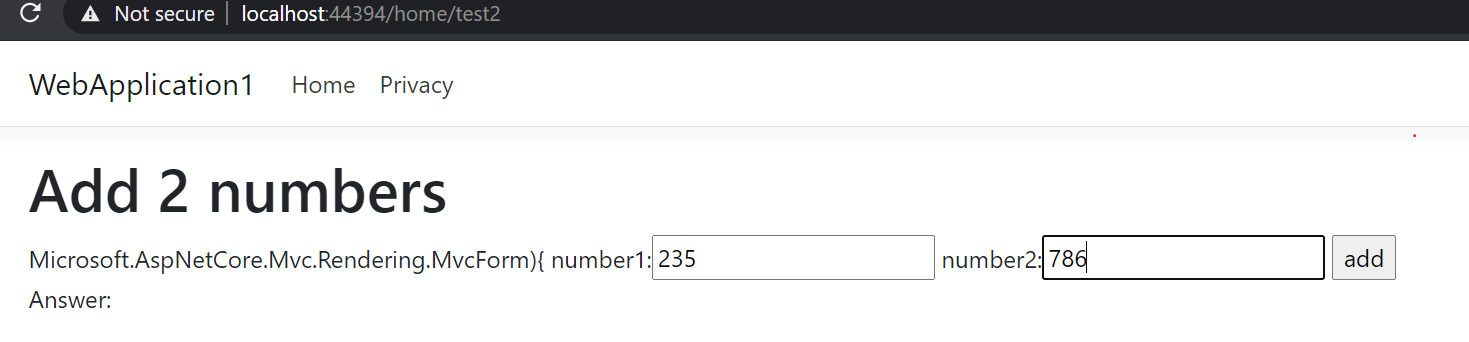 Not secure | localhost:44394/home/test2
WebApplication1 Home Privacy
Add 2 numbers
Microsoft.AspNetCore.Mvc.Rendering.MvcForm){ number1: 235 number2: 786 add
Answer: